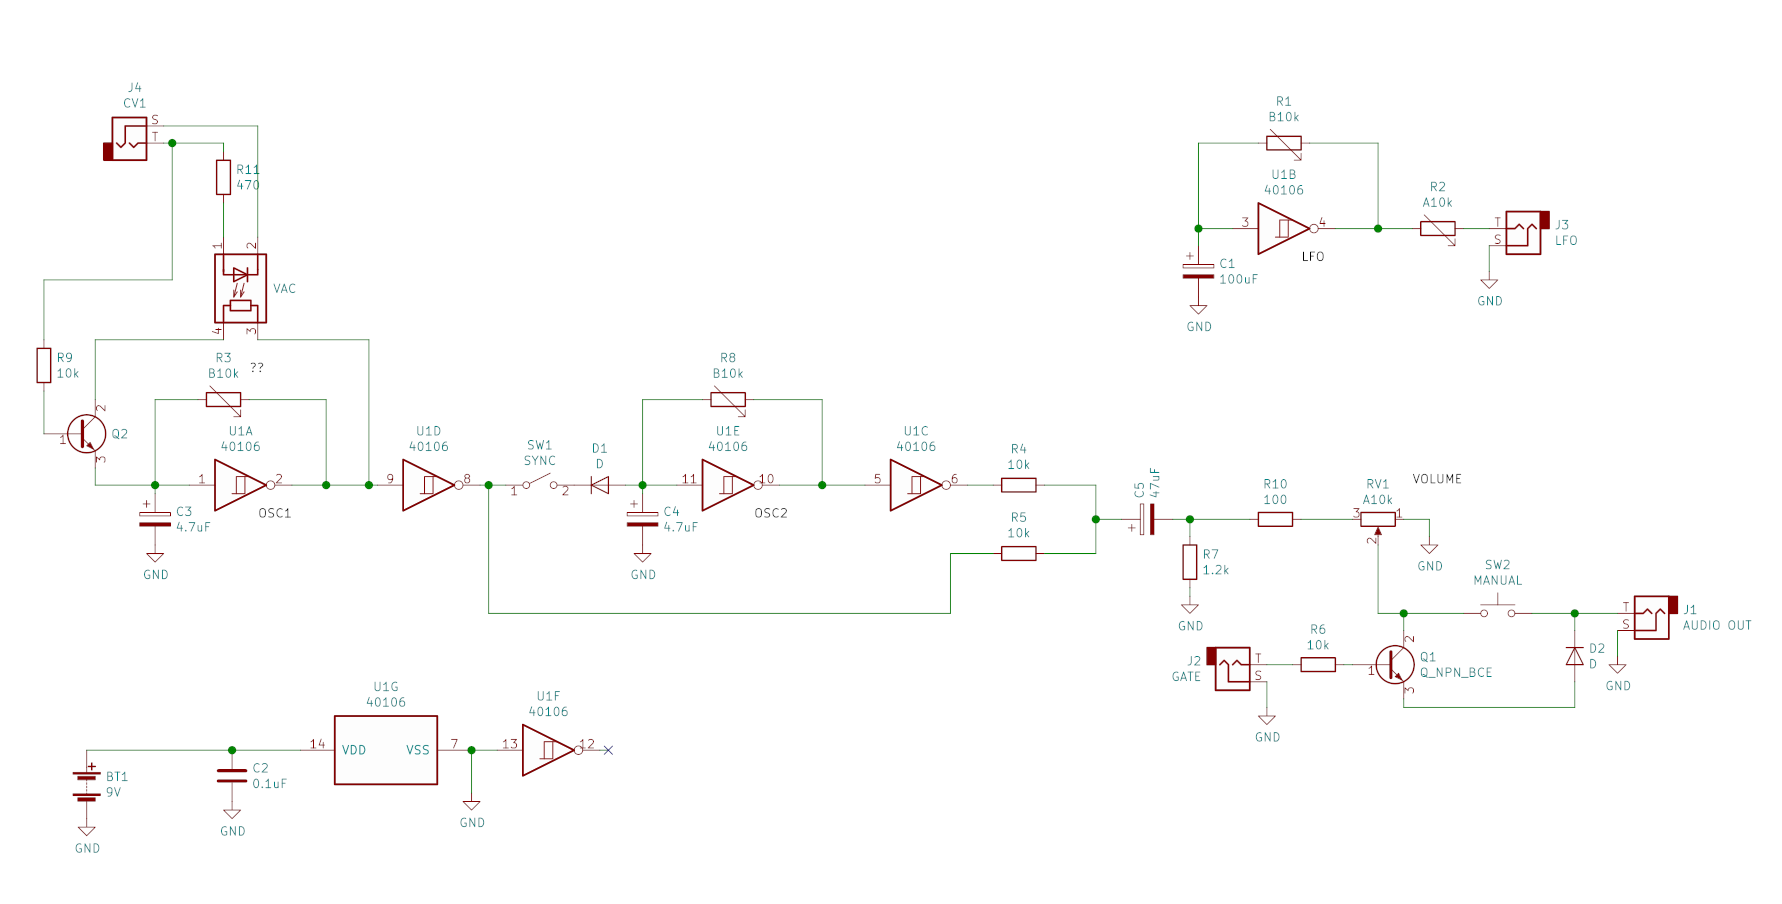 J4
CV1
S
T
R11
470
1
2
VAC
4
3
R9
10k
R3
B10k
??
2
1
3
Q2
U1A
40106
1
2
OSC1
+
C3
4.7uF
GND
U1D
40106
9
8
SW1
SYNC
1
2
D1
D
R8
B10k
U1E
40106
11
10
OSC2
+
C4
4.7uF
GND
U1C
40106
5
6
R4
10k
R5
10k
C5
47uF
+
R7
1.2k
GND
R10
100
RV1
A10k
3
1
2
VOLUME
GND
SW2
MANUAL
J1
AUDIO OUT
T
S
GND
D2
D
Q1
Q_NPN_BCE
1
2
3
R6
10k
J2
GATE
T
S
GND
R1
B10k
U1B
40106
3
4
LFO
+
C1
100uF
GND
R2
A10k
T
S
J3
LFO
GND
BT1
9V
+
GND
C2
0.1uF
GND
U1G
40106
14
VDD
VSS
7
GND
U1F
40106
13
12